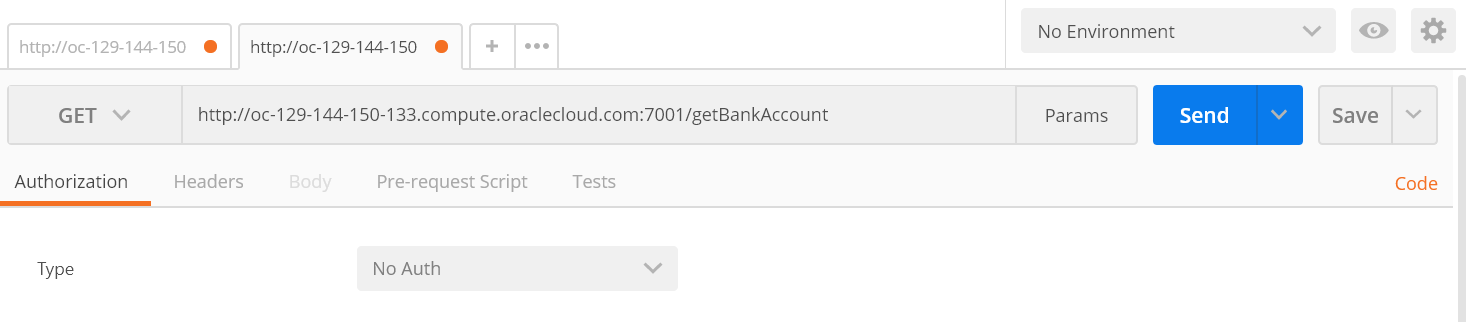 http://oc-129-144-150 http://oc-129-144-150 + ••• No Environment
GET http://oc-129-144-150-133.compute.oraclecloud.com:7001/getBankAccount Params Send Save
Authorization Headers Body Pre-request Script Tests Code
Type No Auth